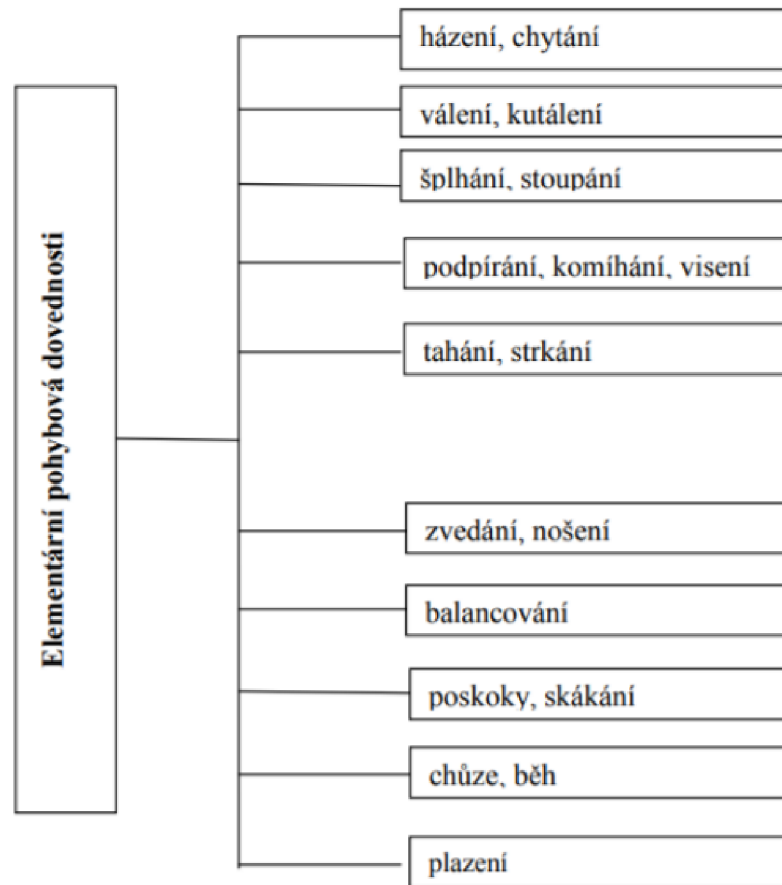 házení, chytání
válení, kutálení
šplhání, stoupání
podpírání, komíhání, visení
tahání, strkání
Elementární pohybová dovednosti
zvedání, nošení
balancování
poskoky, skákání
chůze, běh
plazení